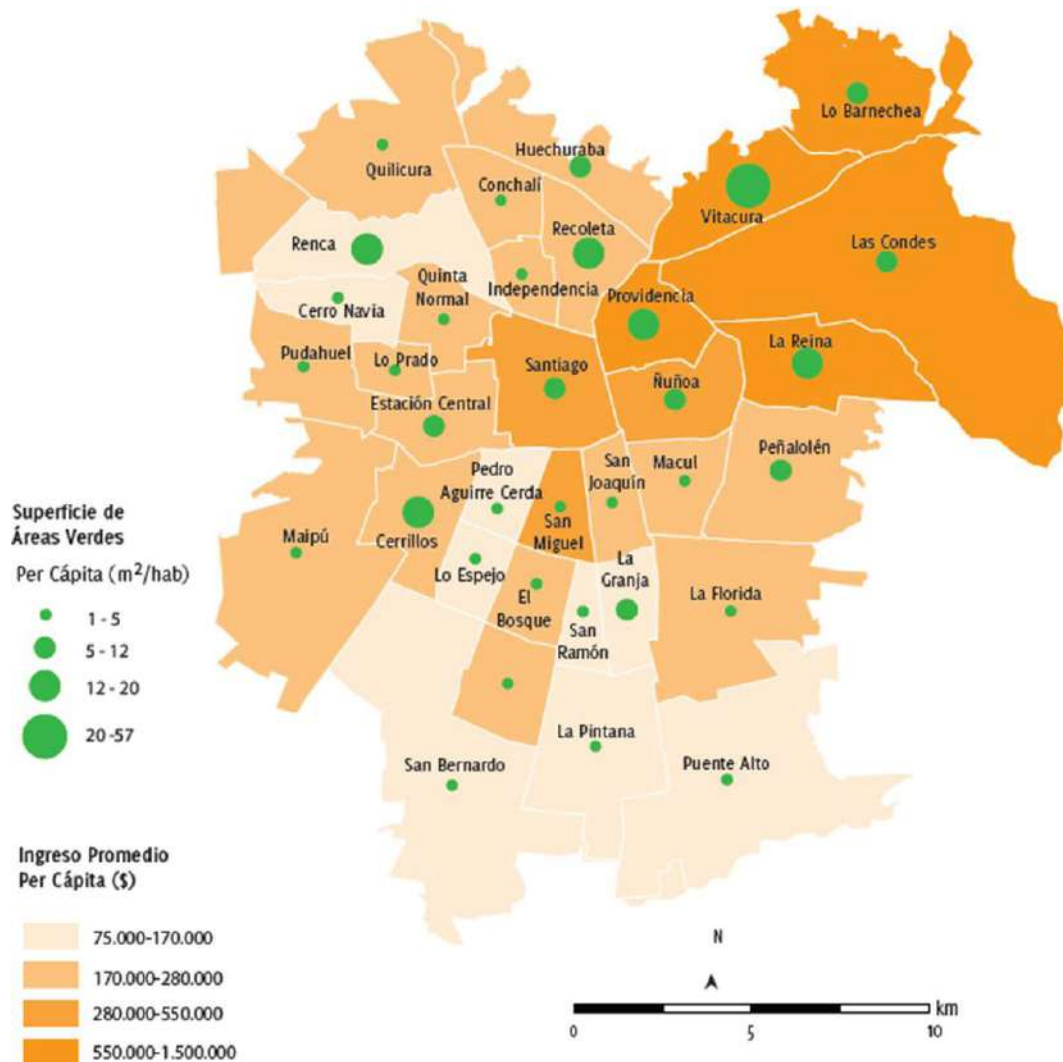 Lo Barnechea
Huechuraba
Quilicura
Conchalí
Vitacura
Recoleta
Las Condes
Renca
Quinta
Normal
Independencia
Providencia
Cerro Navia
La Reina
Pudahuel
Lo Prado
Santiago
Ñuñoa
Estación Central
Peñalolén
Pedro
Aguirre Cerda
San
Joaquín
Macul
Maipú
Cerrillos
San
Miguel
Lo Espejo
La
Granja
El
Bosque
La Florida
San
Ramón
La Pintana
San Bernardo
Puente Alto
Superficie de
Áreas Verdes
Per Cápita (m²/hab)
1 - 5
5 - 12
12 - 20
20 -57
Ingreso Promedio
Per Cápita ($)
75.000-170.000
170.000-280.000
280.000-550.000
550.000-1.500.000
N
km
0 5 10